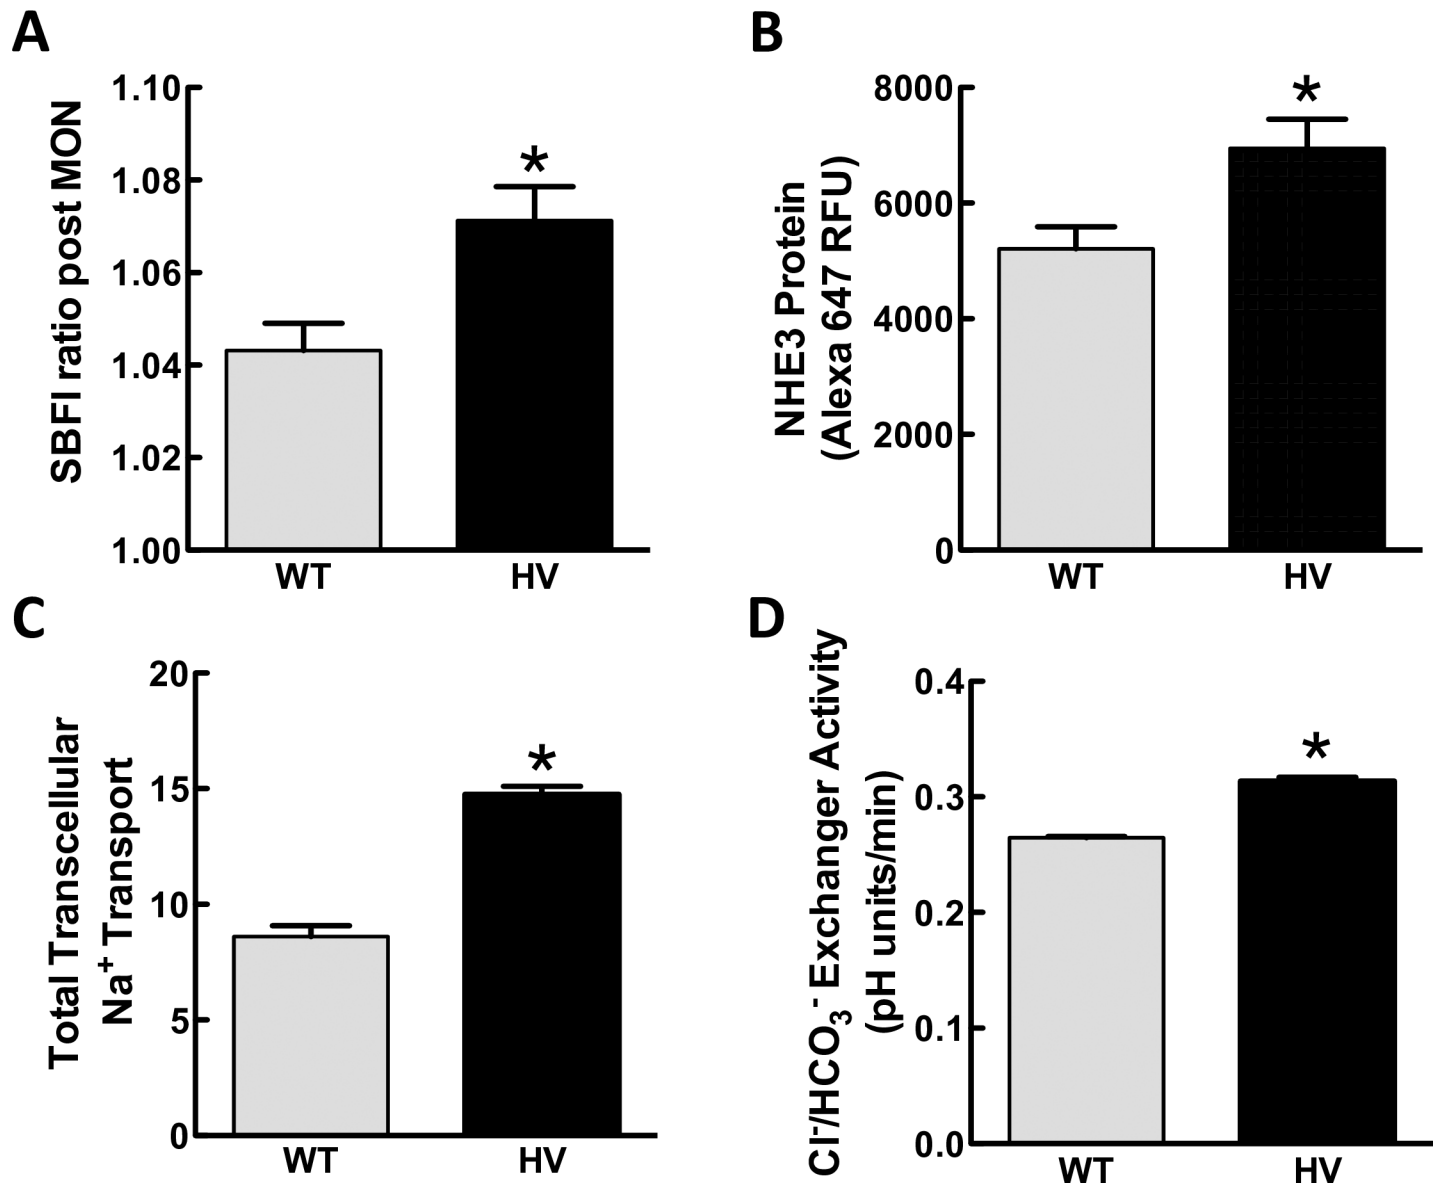 A
SBFI ratio post MON
1.10
1.08
1.06
1.04
1.02
1.00
*
WT
HV
B
NHE3 Protein
(Alexa 647 RFU)
8000
6000
4000
2000
0
*
WT
HV
C
Total Transcellular
Na⁺ Transport
20
15
10
5
0
*
WT
HV
D
Cl⁻/HCO₃⁻ Exchanger Activity
(pH units/min)
0.4
0.3
0.2
0.1
0.0
*
WT
HV